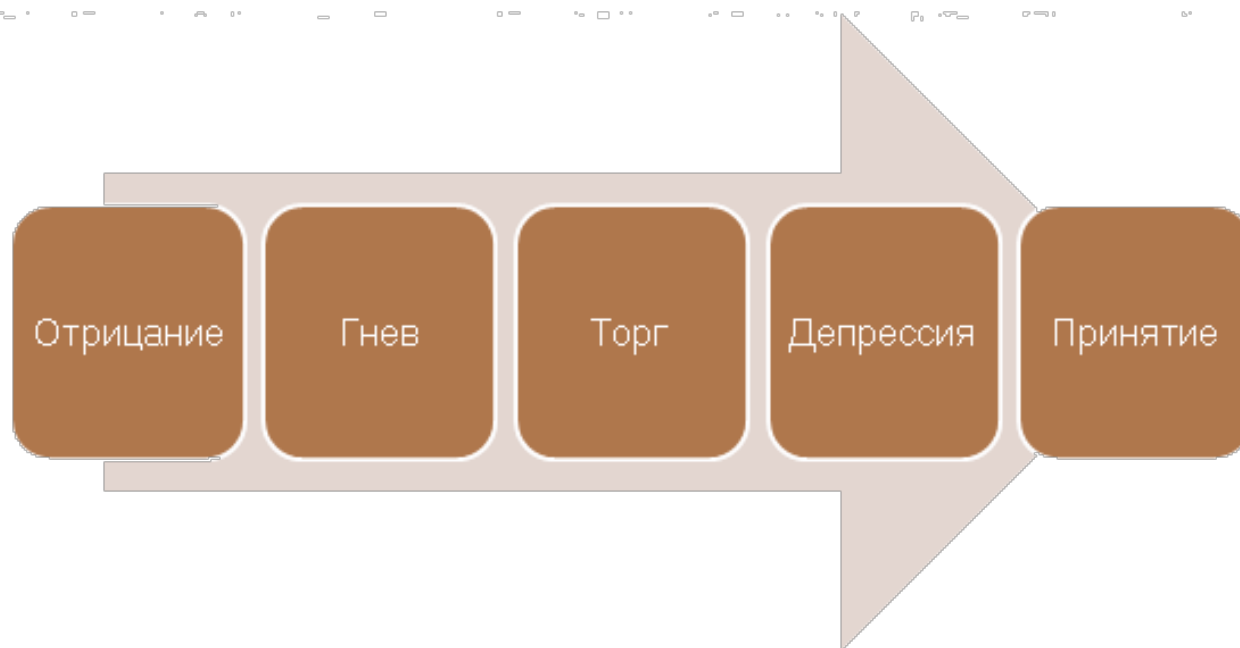 Отрицание
Гнев
Торг
Депрессия
Принятие